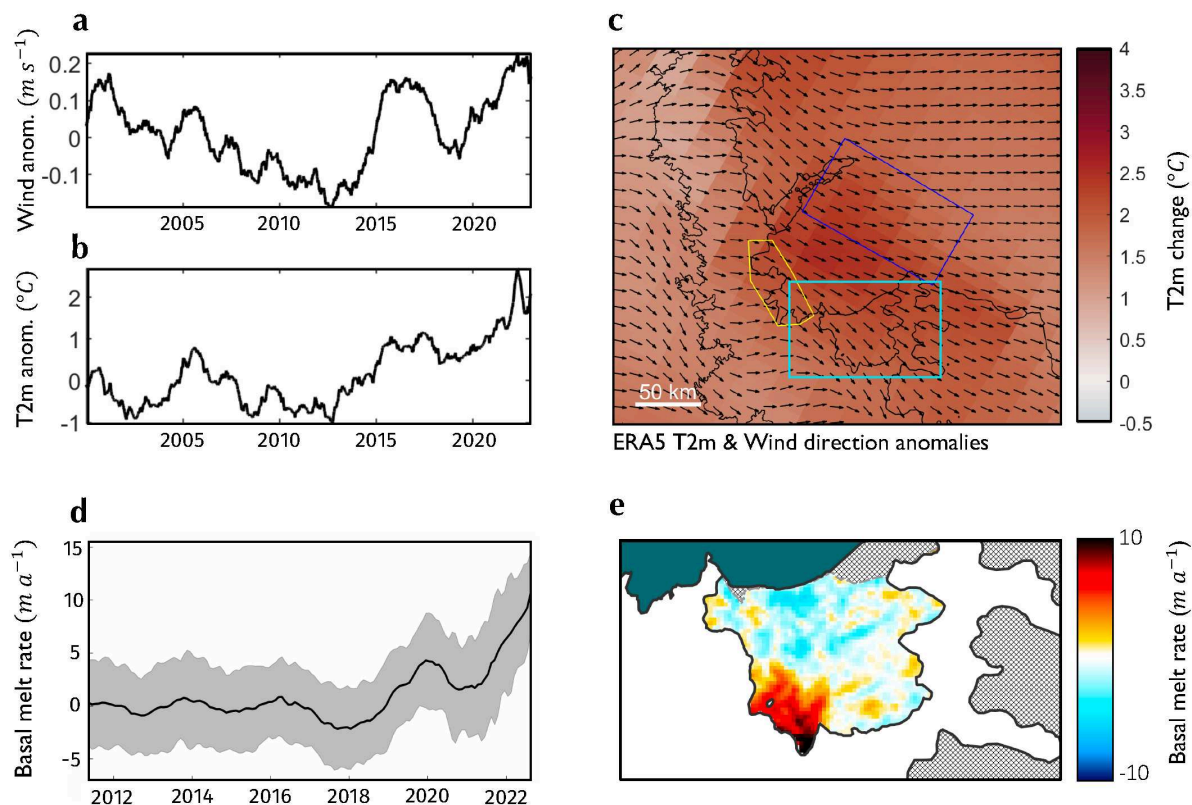 a
Wind anom. (m s⁻¹)
0.2
0.1
0
-0.1
2005 2010 2015 2020
b
T2m anom. (°C)
2
1
0
-1
2005 2010 2015 2020
c
50 km
ERA5 T2m & Wind direction anomalies
4
3.5
3
2.5
2
1.5
1
0.5
0
-0.5
T2m change (°C)
d
Basal melt rate (m a⁻¹)
15
10
5
0
-5
2012 2014 2016 2018 2020 2022
e
10
-10
Basal melt rate (m a⁻¹)